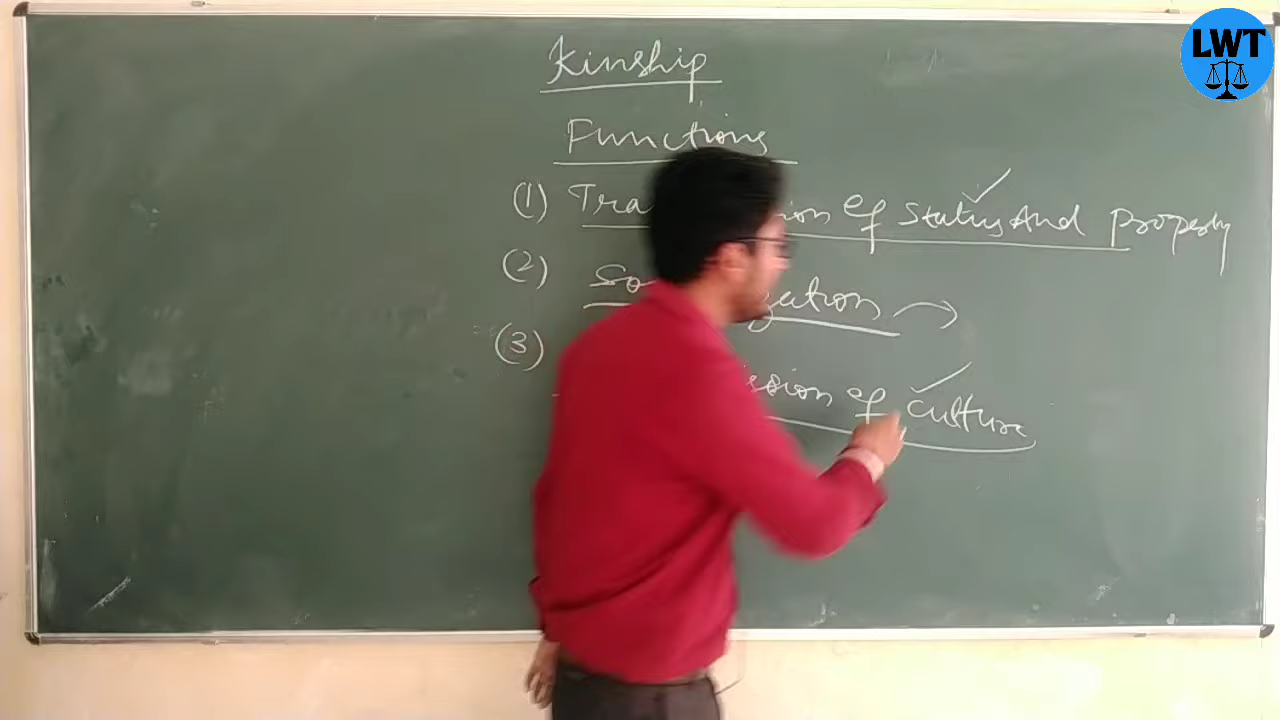 LWT
Kinship
Functions
(1) Tra ion of Status And Property
(2) So zation →
(3) ssion of culture